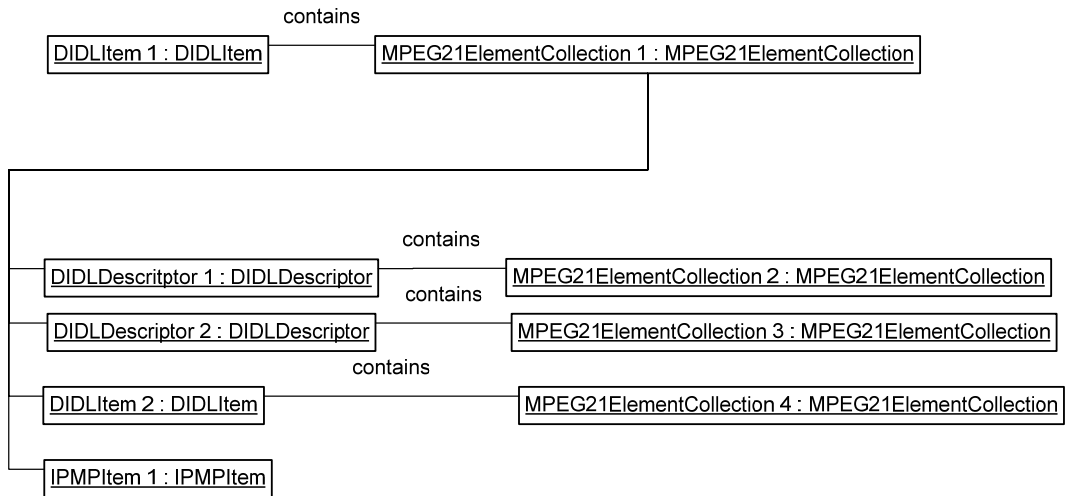 contains
DIDLItem 1 : DIDLItem
MPEG21ElementCollection 1 : MPEG21ElementCollection
contains
DIDLDescritptor 1 : DIDLDescriptor
MPEG21ElementCollection 2 : MPEG21ElementCollection
contains
DIDLDescriptor 2 : DIDLDescriptor
MPEG21ElementCollection 3 : MPEG21ElementCollection
contains
DIDLItem 2 : DIDLItem
MPEG21ElementCollection 4 : MPEG21ElementCollection
IPMPItem 1 : IPMPItem